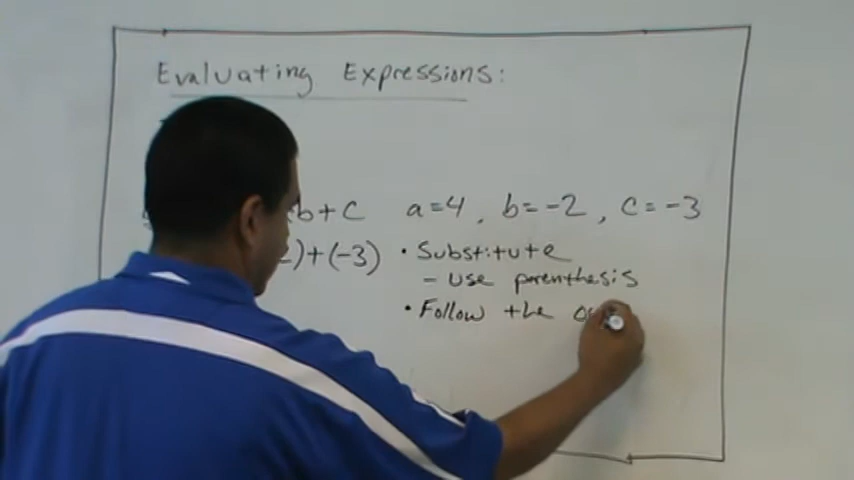 Evaluating Expressions:
b + c a = 4 , b = -2 , c = -3
) + (-3) • Substitute
- Use parenthesis
• Follow the